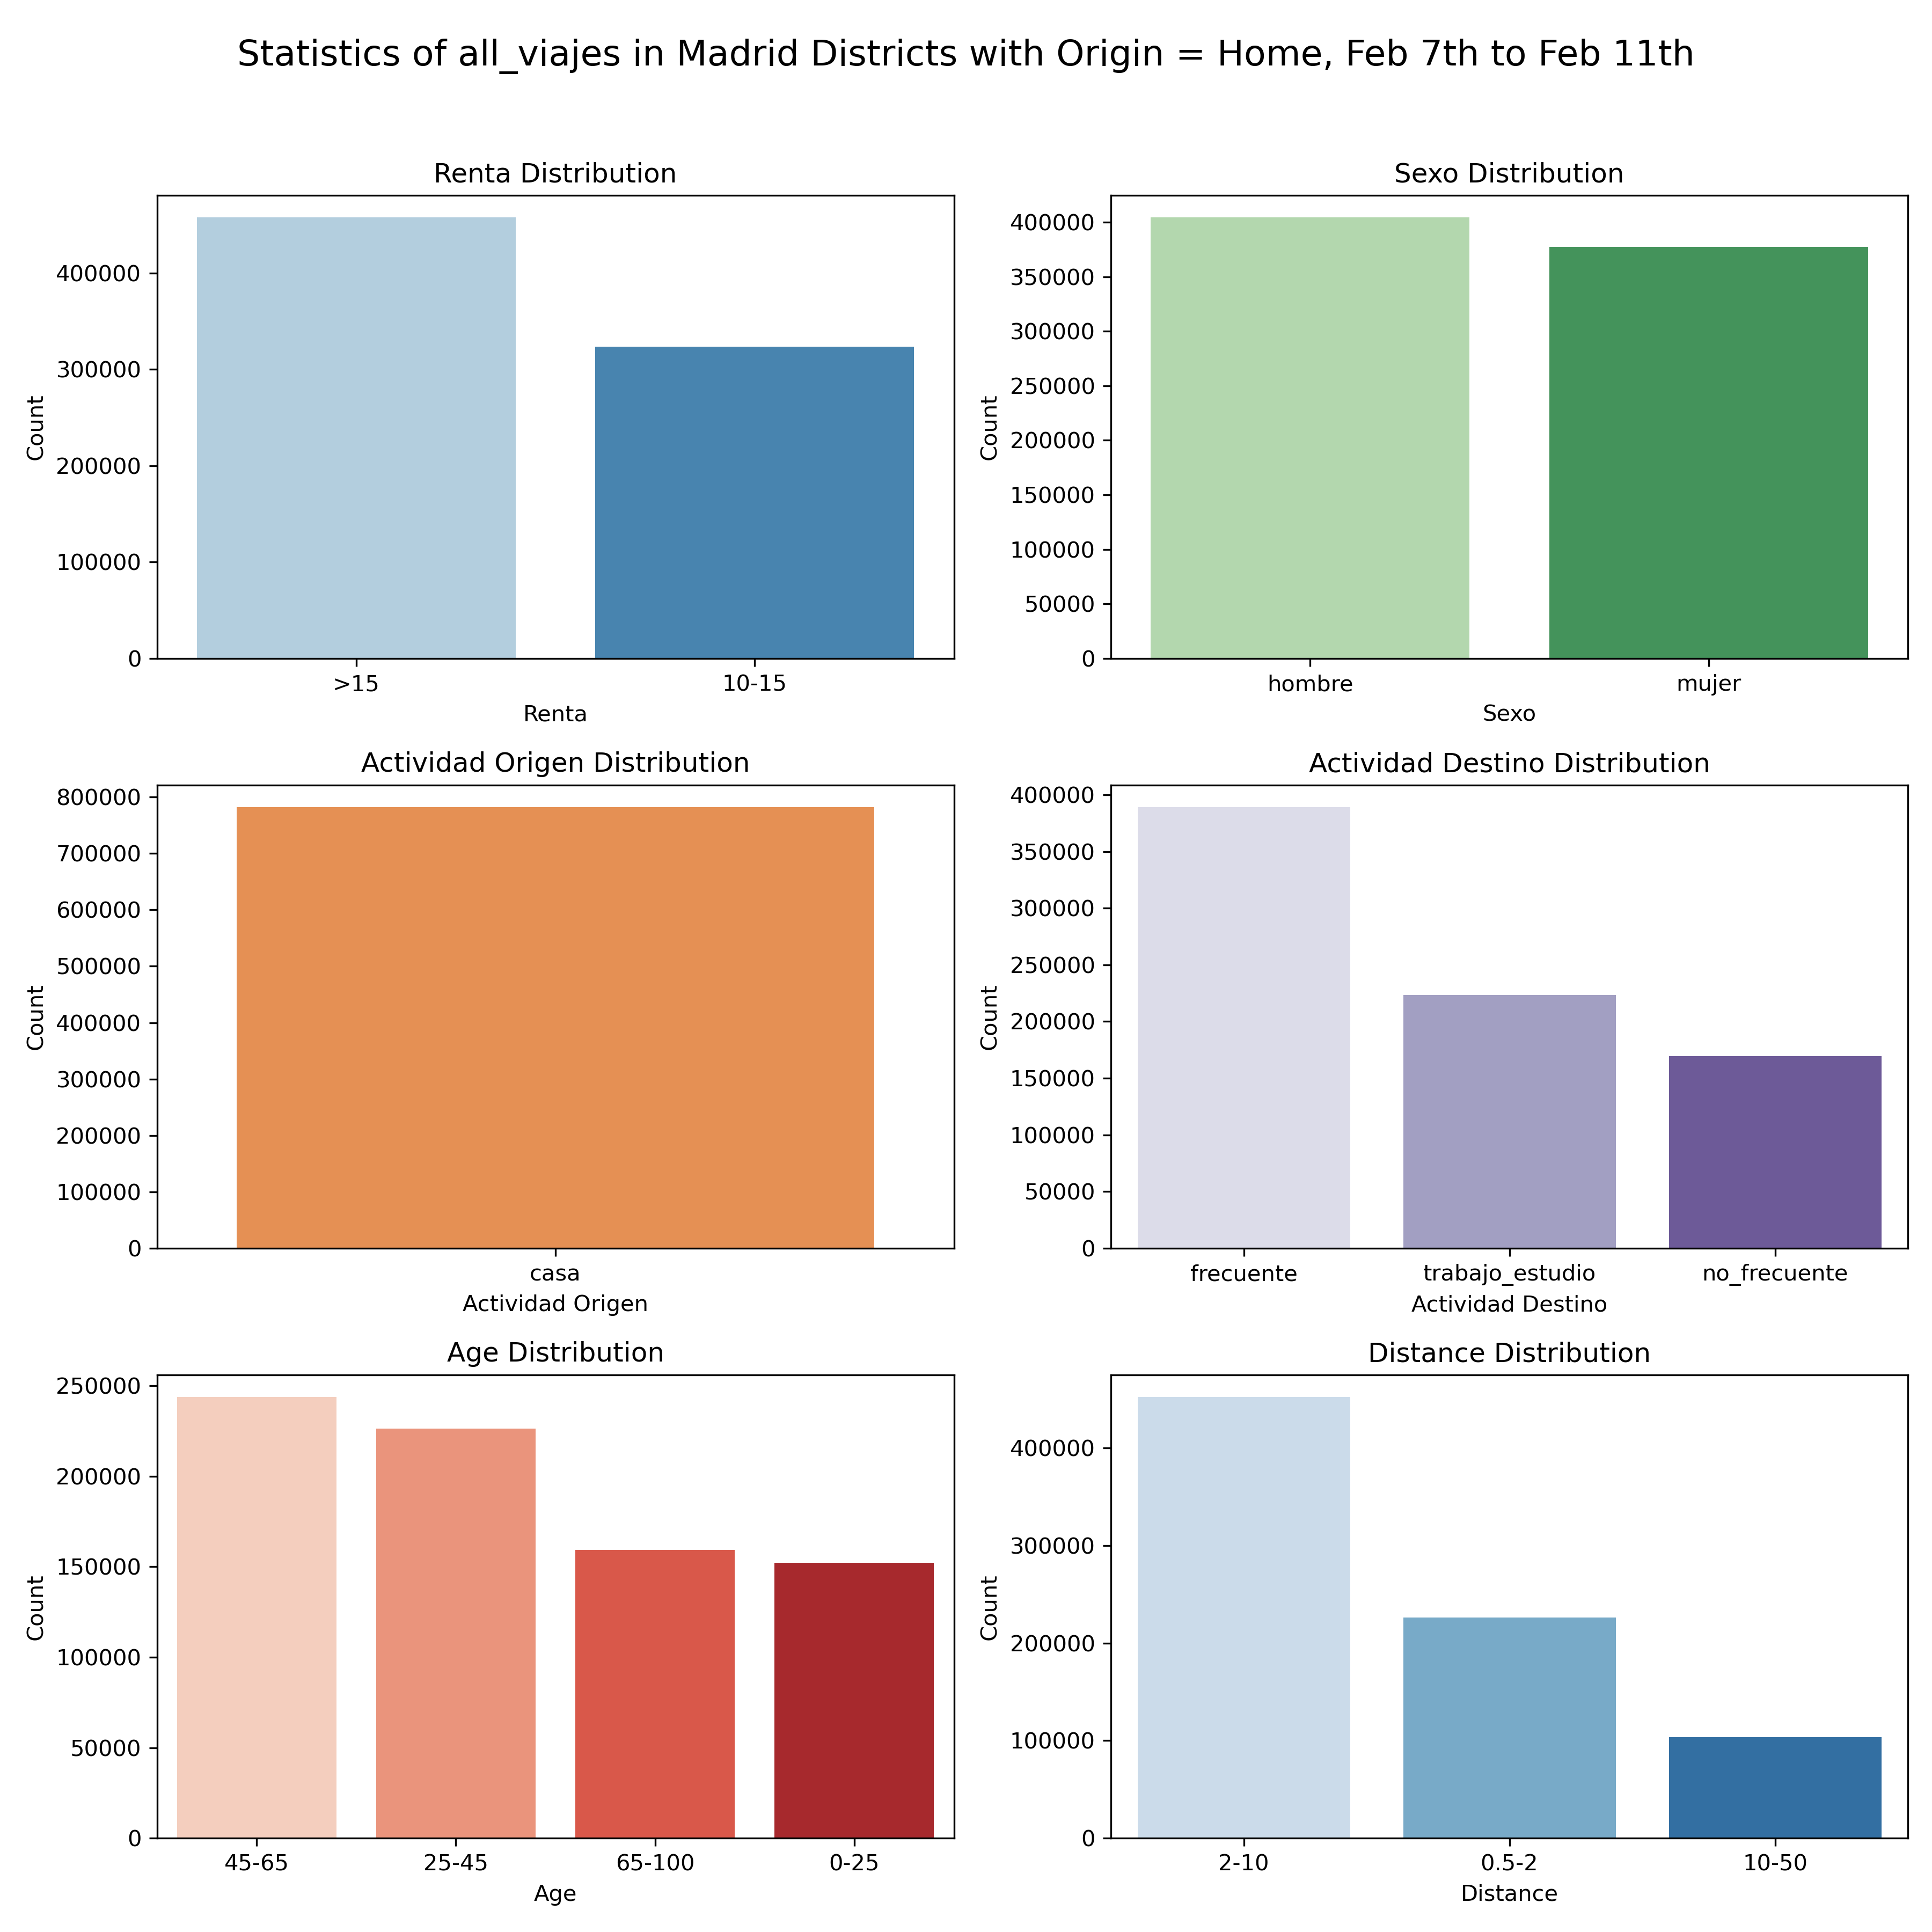 Statistics of all_viajes in Madrid Districts with Origin = Home, Feb 7th to Feb 11th
Renta Distribution
400000
300000
200000
100000
0
Count
>15 10-15
Renta
Sexo Distribution
400000
350000
300000
250000
200000
150000
100000
50000
0
Count
hombre mujer
Sexo
Actividad Origen Distribution
800000
700000
600000
500000
400000
300000
200000
100000
0
Count
casa
Actividad Origen
Actividad Destino Distribution
400000
350000
300000
250000
200000
150000
100000
50000
0
Count
frecuente trabajo_estudio no_frecuente
Actividad Destino
Age Distribution
250000
200000
150000
100000
50000
0
Count
45-65 25-45 65-100 0-25
Age
Distance Distribution
400000
300000
200000
100000
0
Count
2-10 0.5-2 10-50
Distance